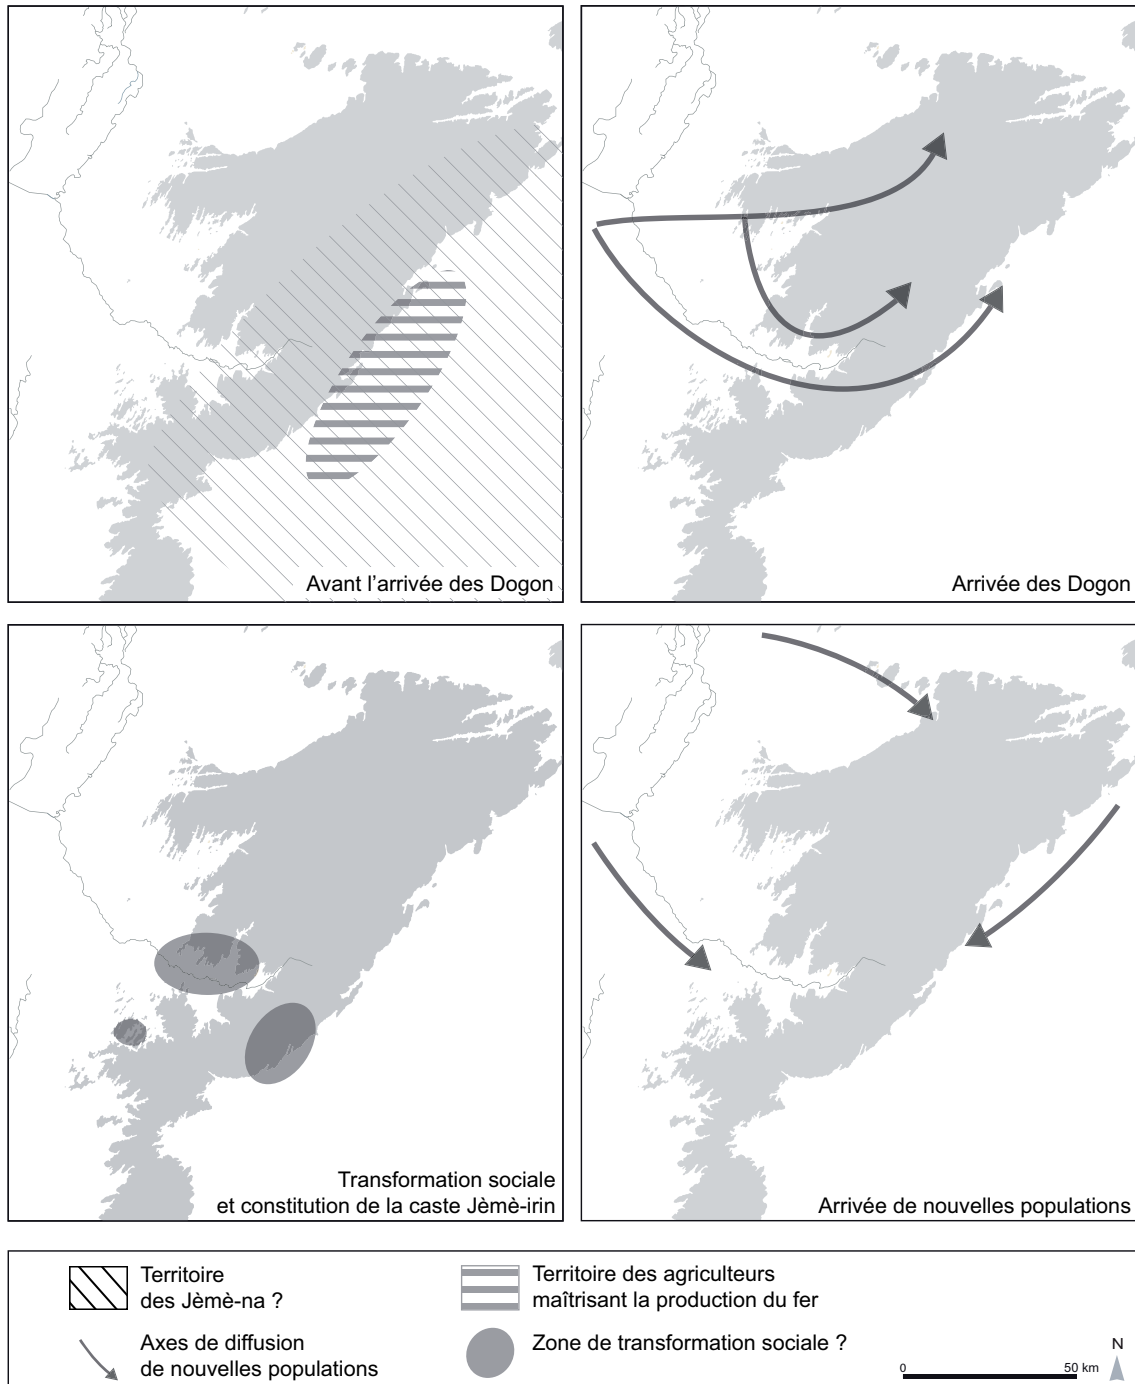 Avant l’arrivée des Dogon
Arrivée des Dogon
Transformation sociale
et constitution de la caste Jèmè-irin
Arrivée de nouvelles populations
Territoire
des Jèmè-na ?
Territoire des agriculteurs
maîtrisant la production du fer
Axes de diffusion
de nouvelles populations
Zone de transformation sociale ?
0
50 km
N